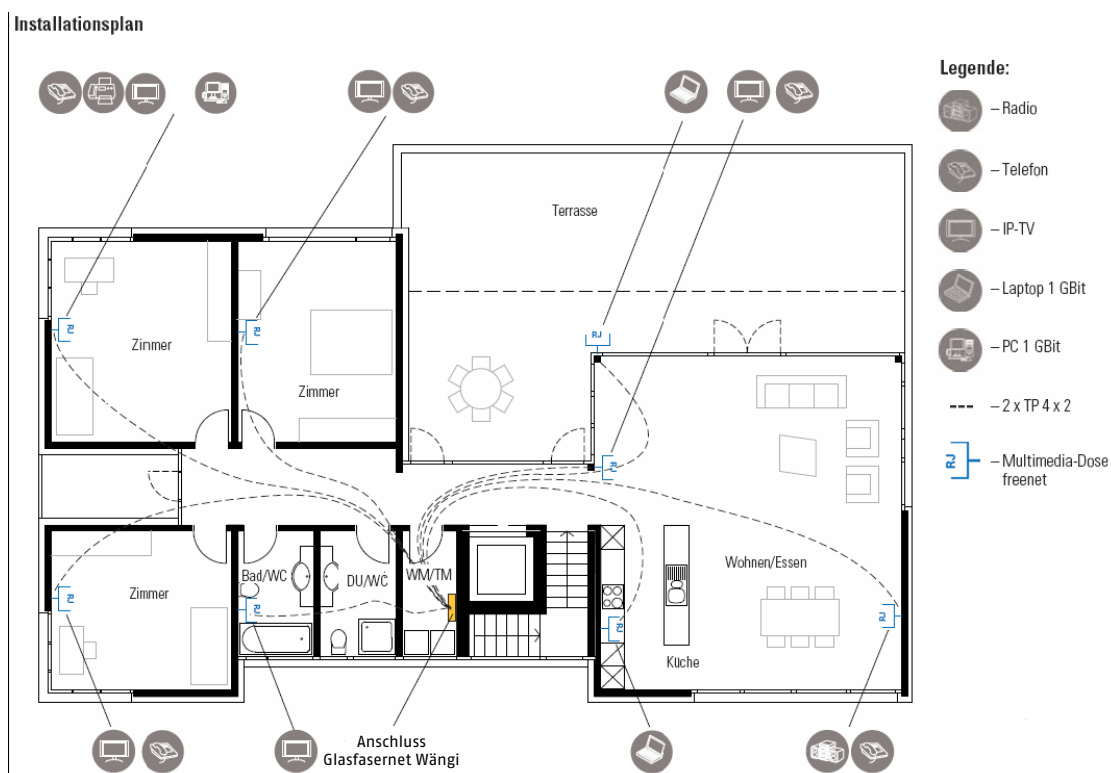 Installationsplan
Legende:
– Radio
– Telefon
– IP-TV
– Laptop 1 GBit
– PC 1 GBit
– 2 x TP 4 x 2
RJ
– Multimedia-Dose
freenet
Terrasse
RJ
RJ
RJ
Zinmer
Zimmer
RJ
RJ
Zimmer
Bad/WC
DU/WC
WM/TM
Wohnen/Essen
RJ
RJ
RJ
Küche
Anschluss
Glasfasernet Wängi